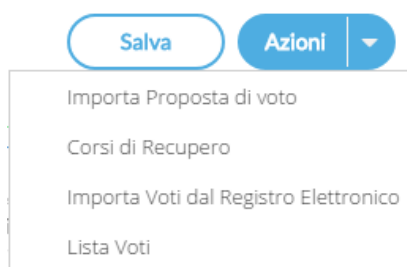 Salva
Azioni
Importa Proposta di voto
Corsi di Recupero
Importa Voti dal Registro Elettronico
Lista Voti